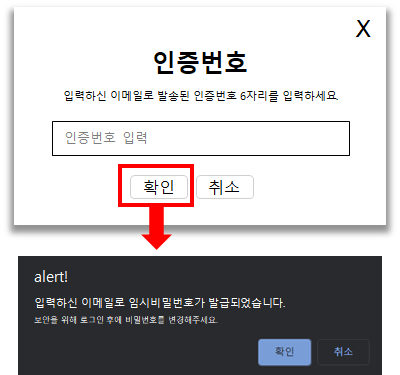 X
인증번호
입력하신 이메일로 발송된 인증번호 6자리를 입력하세요.
인증번호 입력
확인 취소
alert!
입력하신 이메일로 임시비밀번호가 발급되었습니다.
보안을 위해 로그인 후에 비밀번호를 변경해주세요.
확인 취소